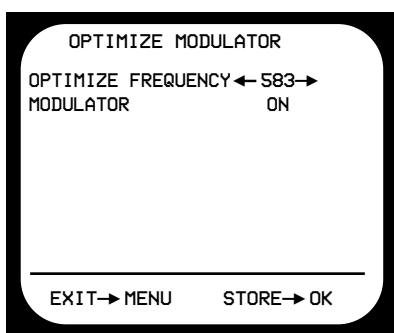 OPTIMIZE MODULATOR
OPTIMIZE FREQUENCY ← 583 →
MODULATOR ON
EXIT → MENU STORE → OK